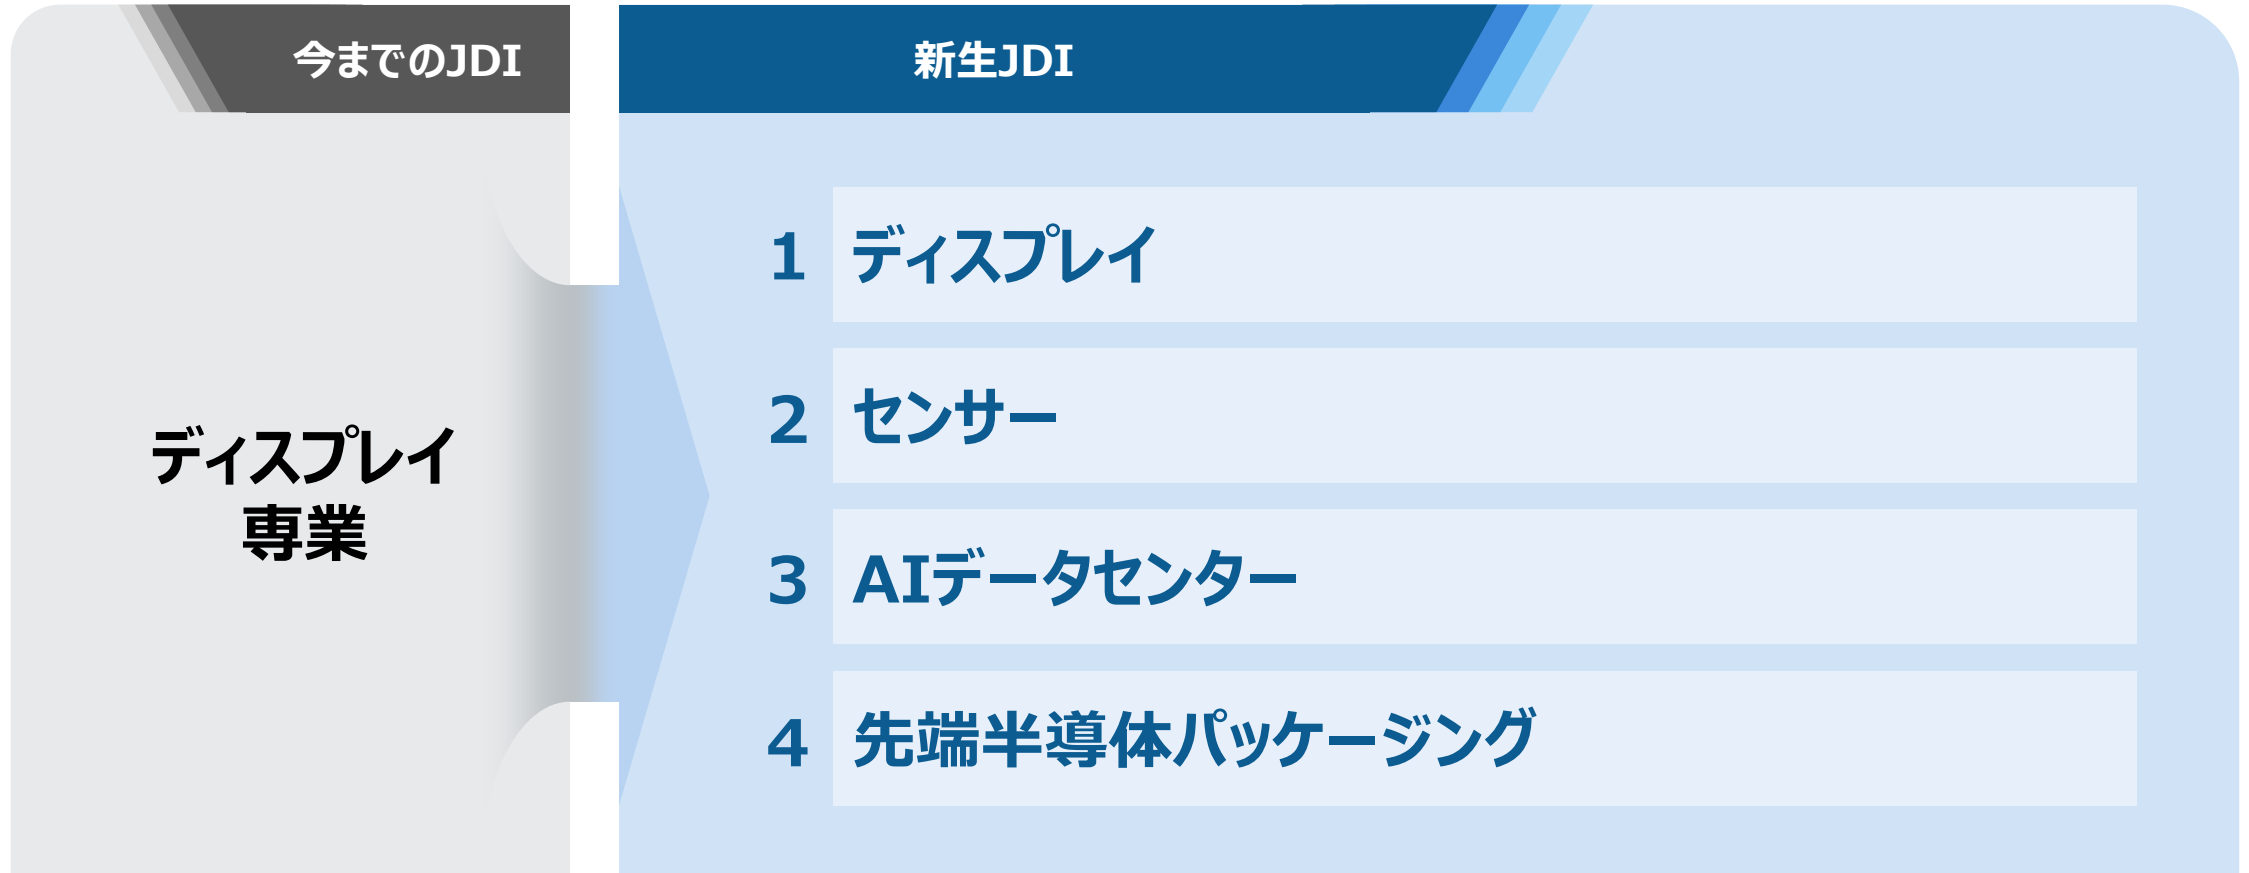 今までのJDI
新生JDI
ディスプレイ
専業
1 ディスプレイ
2 センサー
3 AIデータセンター
4 先端半導体パッケージング